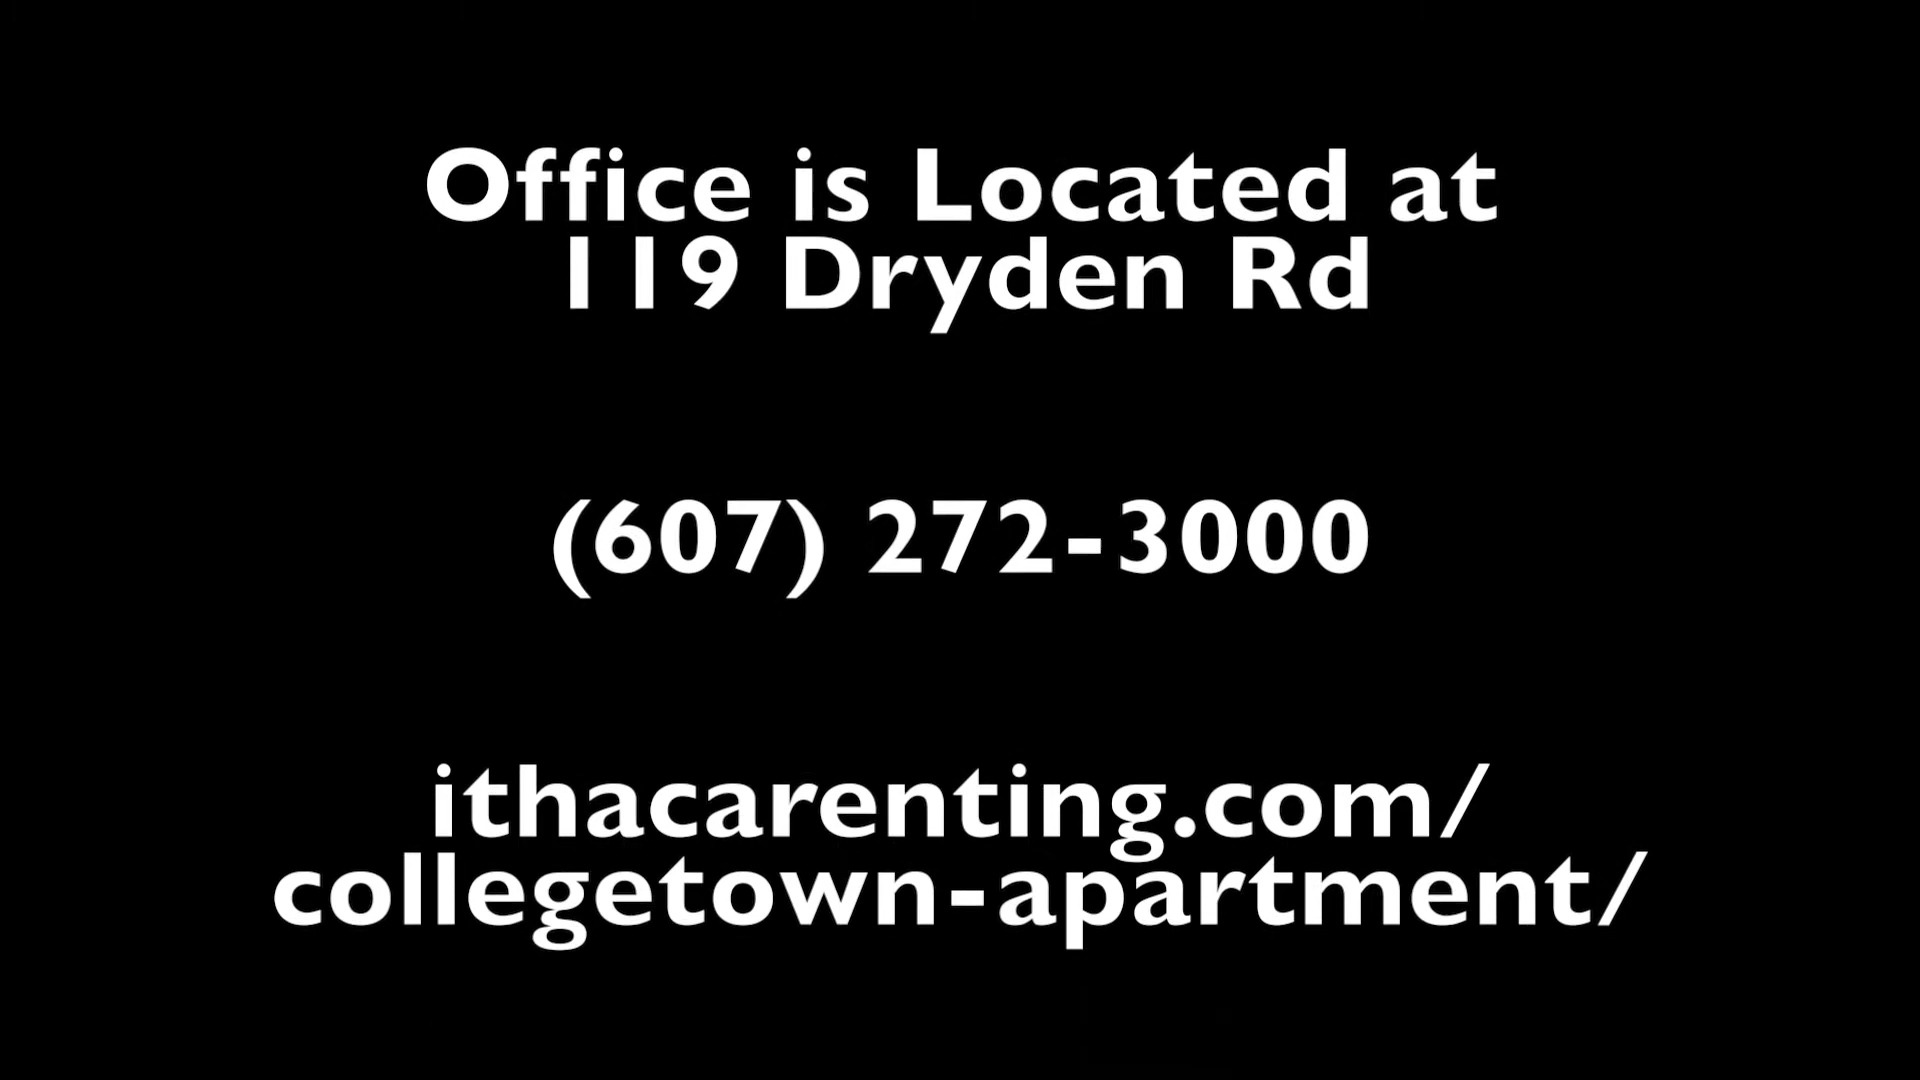 Office is Located at
119 Dryden Rd
(607) 272-3000
ithacarenting.com/
collegetown-apartment/